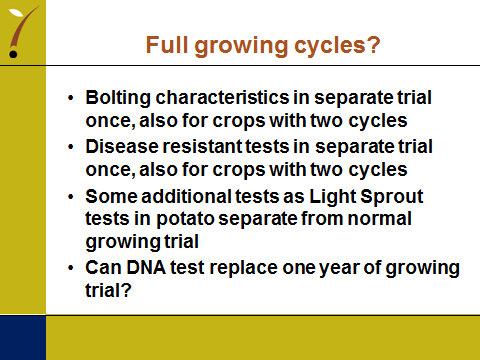 Full growing cycles?
• Bolting characteristics in separate trial
once, also for crops with two cycles
• Disease resistant tests in separate trial
once, also for crops with two cycles
• Some additional tests as Light Sprout
tests in potato separate from normal
growing trial
• Can DNA test replace one year of growing
trial?